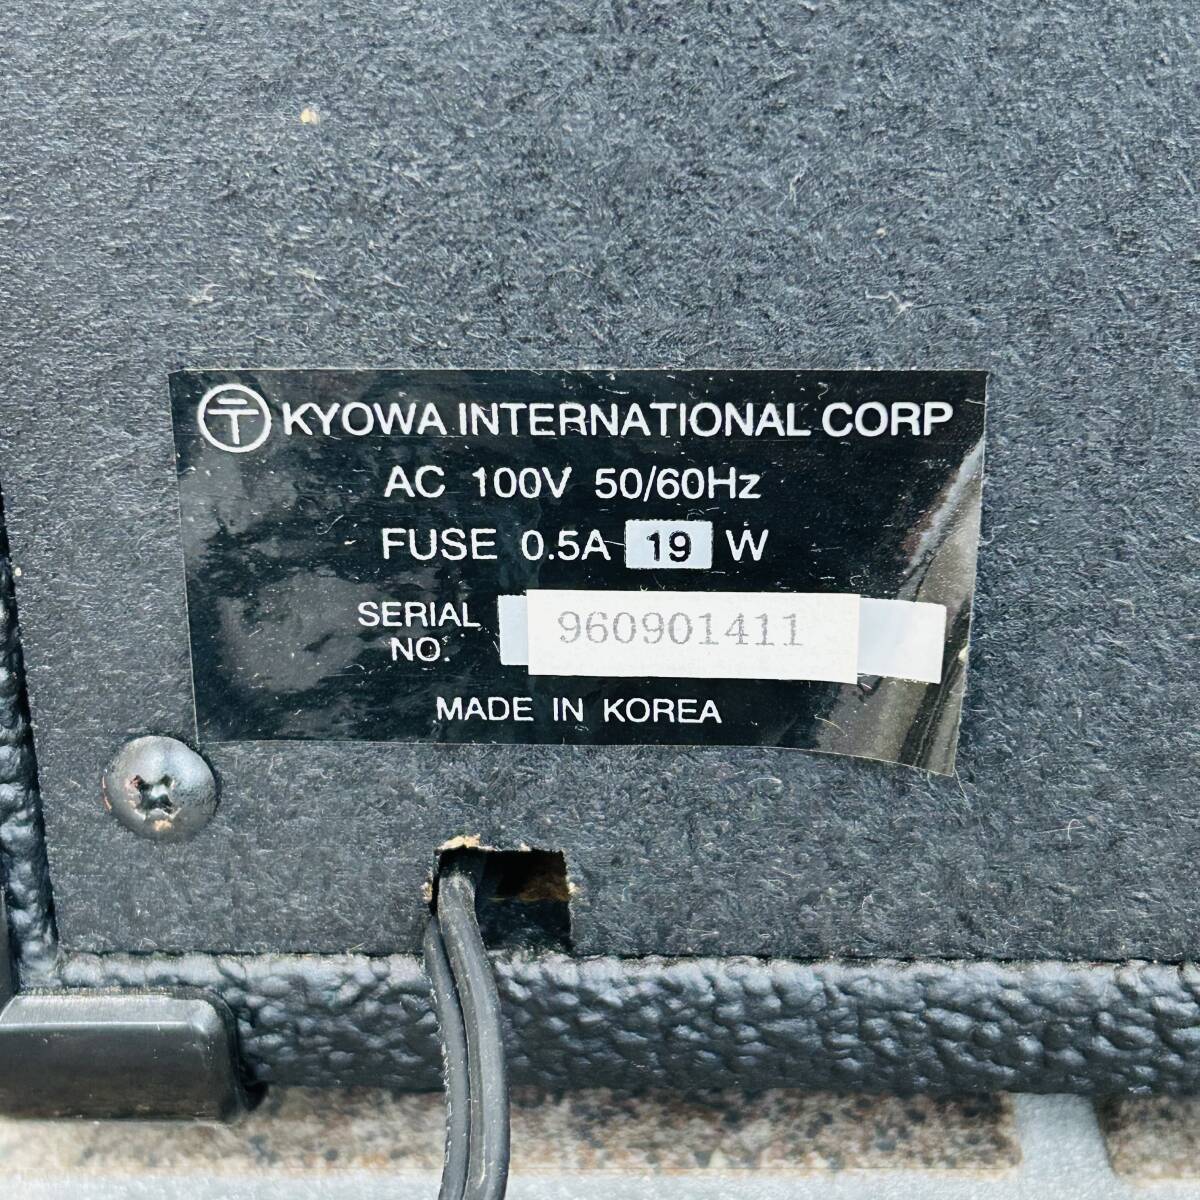 KYOWA INTERNATIONAL CORP
AC 100V 50/60Hz
FUSE 0.5A 19 W
SERIAL NO. 960901411
MADE IN KOREA